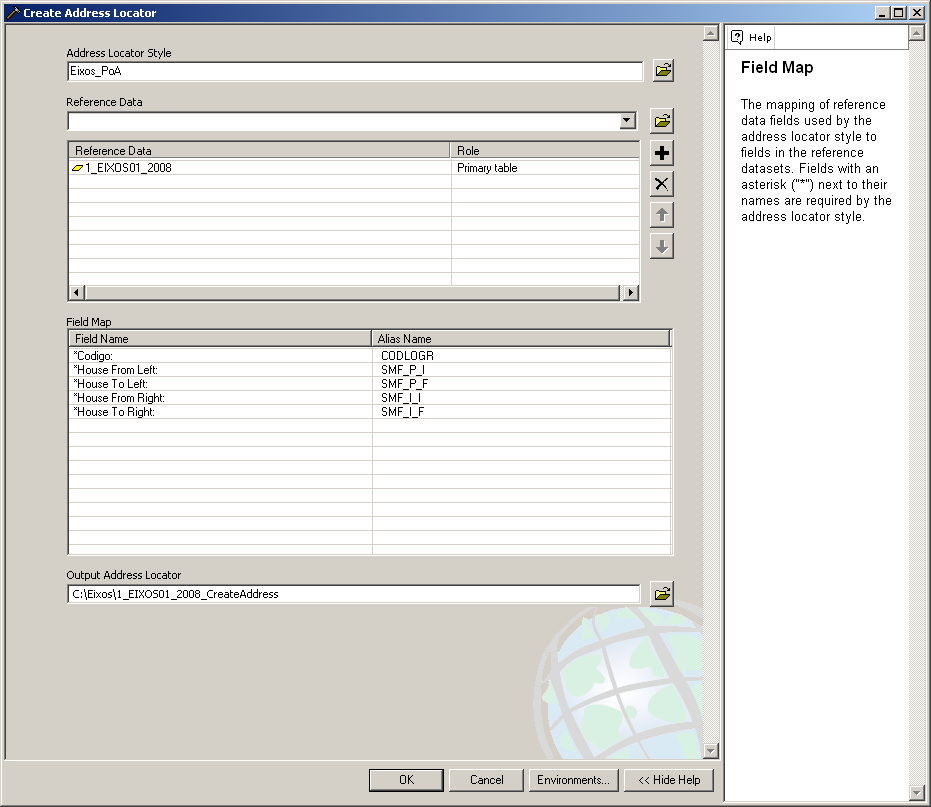 Create Address Locator
Address Locator Style
Eixos_PoA
Reference Data
Reference Data Role
1_EIXOS01_2008 Primary table
Field Map
Field Name Alias Name
*Codigo: CODLOGR
*House From Left: SMF_P_I
*House To Left: SMF_P_F
*House From Right: SMF_I_I
*House To Right: SMF_I_F
Output Address Locator
C:\Eixos\1_EIXOS01_2008_CreateAddress
OK Cancel Environments... << Hide Help
Help
Field Map
The mapping of reference
data fields used by the
address locator style to
fields in the reference
datasets. Fields with an
asterisk ("*") next to their
names are required by the
address locator style.